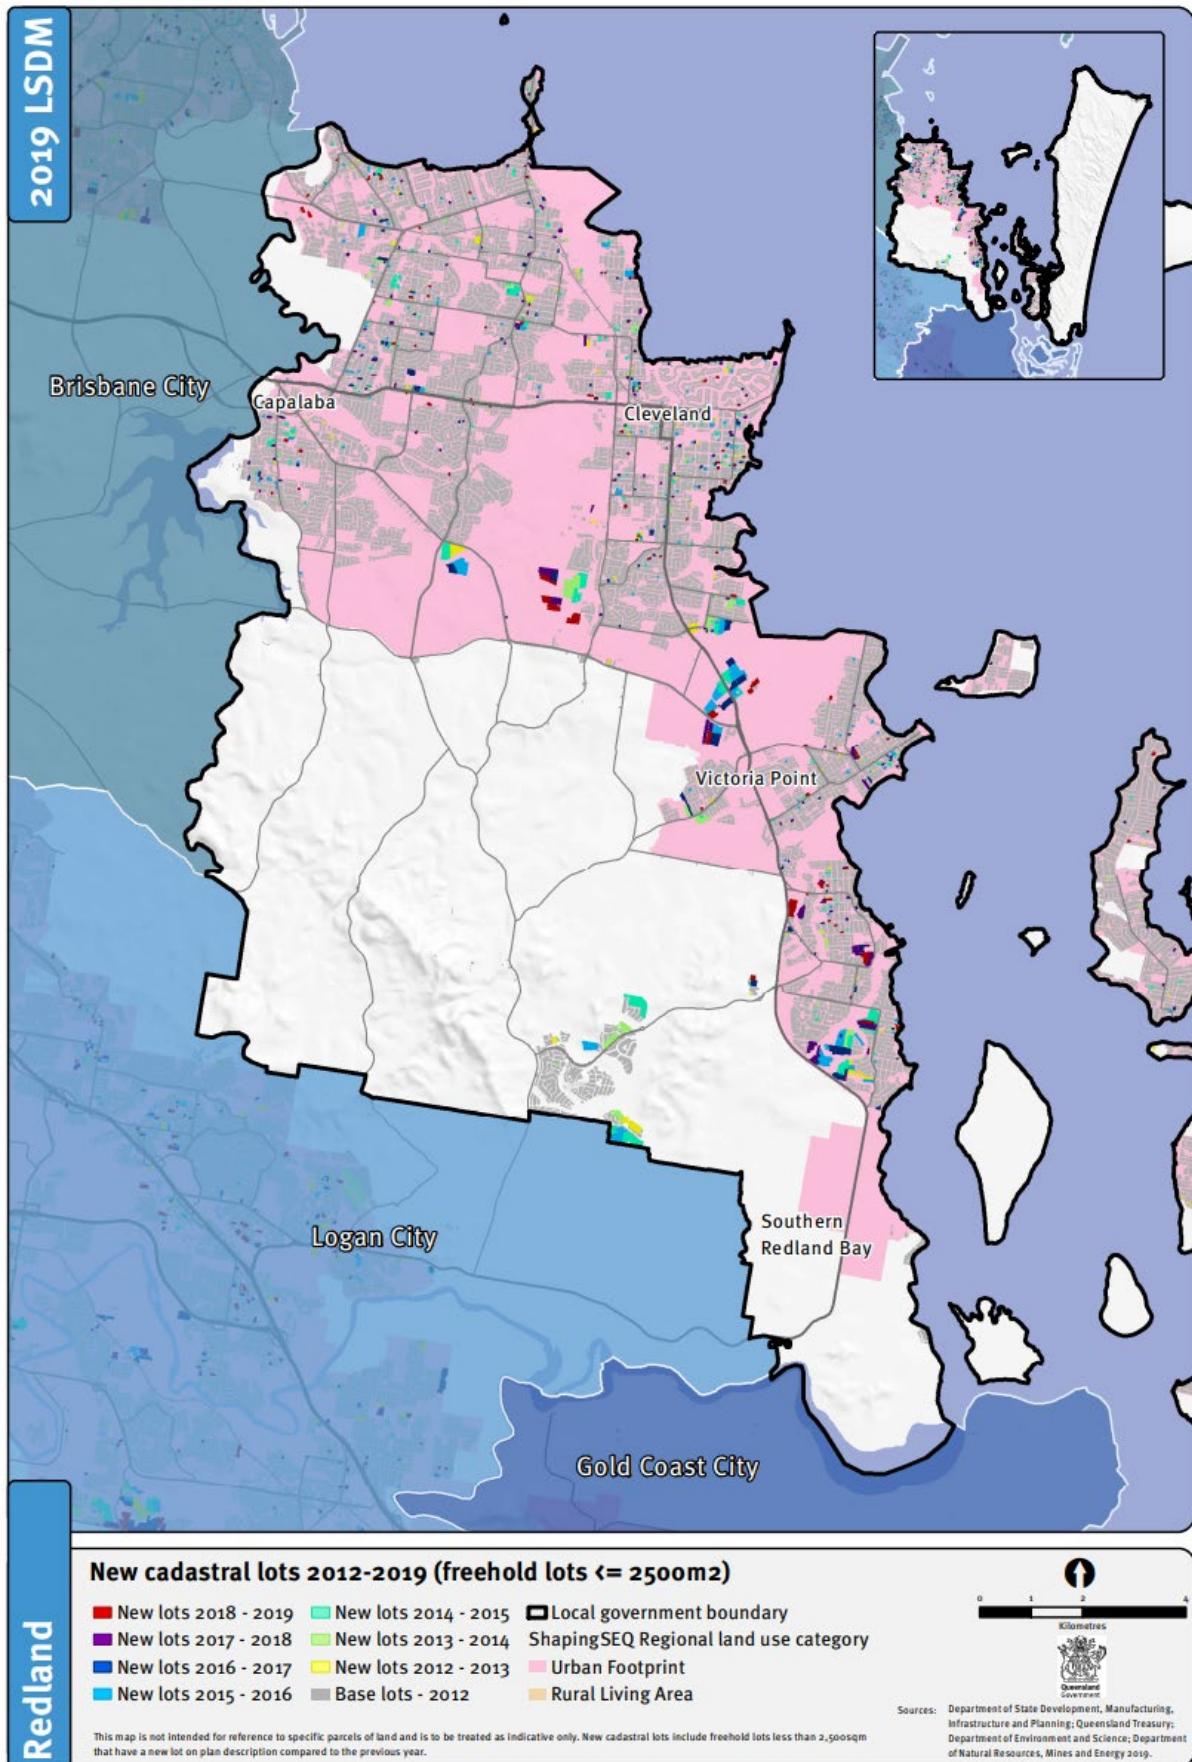 2019 LSDM
Brisbane City
Capalaba
Cleveland
Victoria Point
Southern
Redland Bay
Logan City
Gold Coast City
Redland
New cadastral lots 2012-2019 (freehold lots <= 2500m2)
New lots 2018 - 2019
New lots 2017 - 2018
New lots 2016 - 2017
New lots 2015 - 2016
New lots 2014 - 2015
New lots 2013 - 2014
New lots 2012 - 2013
Base lots - 2012
Local government boundary
ShapingSEQ Regional land use category
Urban Footprint
Rural Living Area
This map is not intended for reference to specific parcels of land and is to be treated as indicative only. New cadastral lots include freehold lots less than 2,500sqm
that have a new lot on plan description compared to the previous year.
0 1 2 4
Kilometres
Queensland
Government
Sources: Department of State Development, Manufacturing,
Infrastructure and Planning; Queensland Treasury;
Department of Environment and Science; Department
of Natural Resources, Mines and Energy 2019.